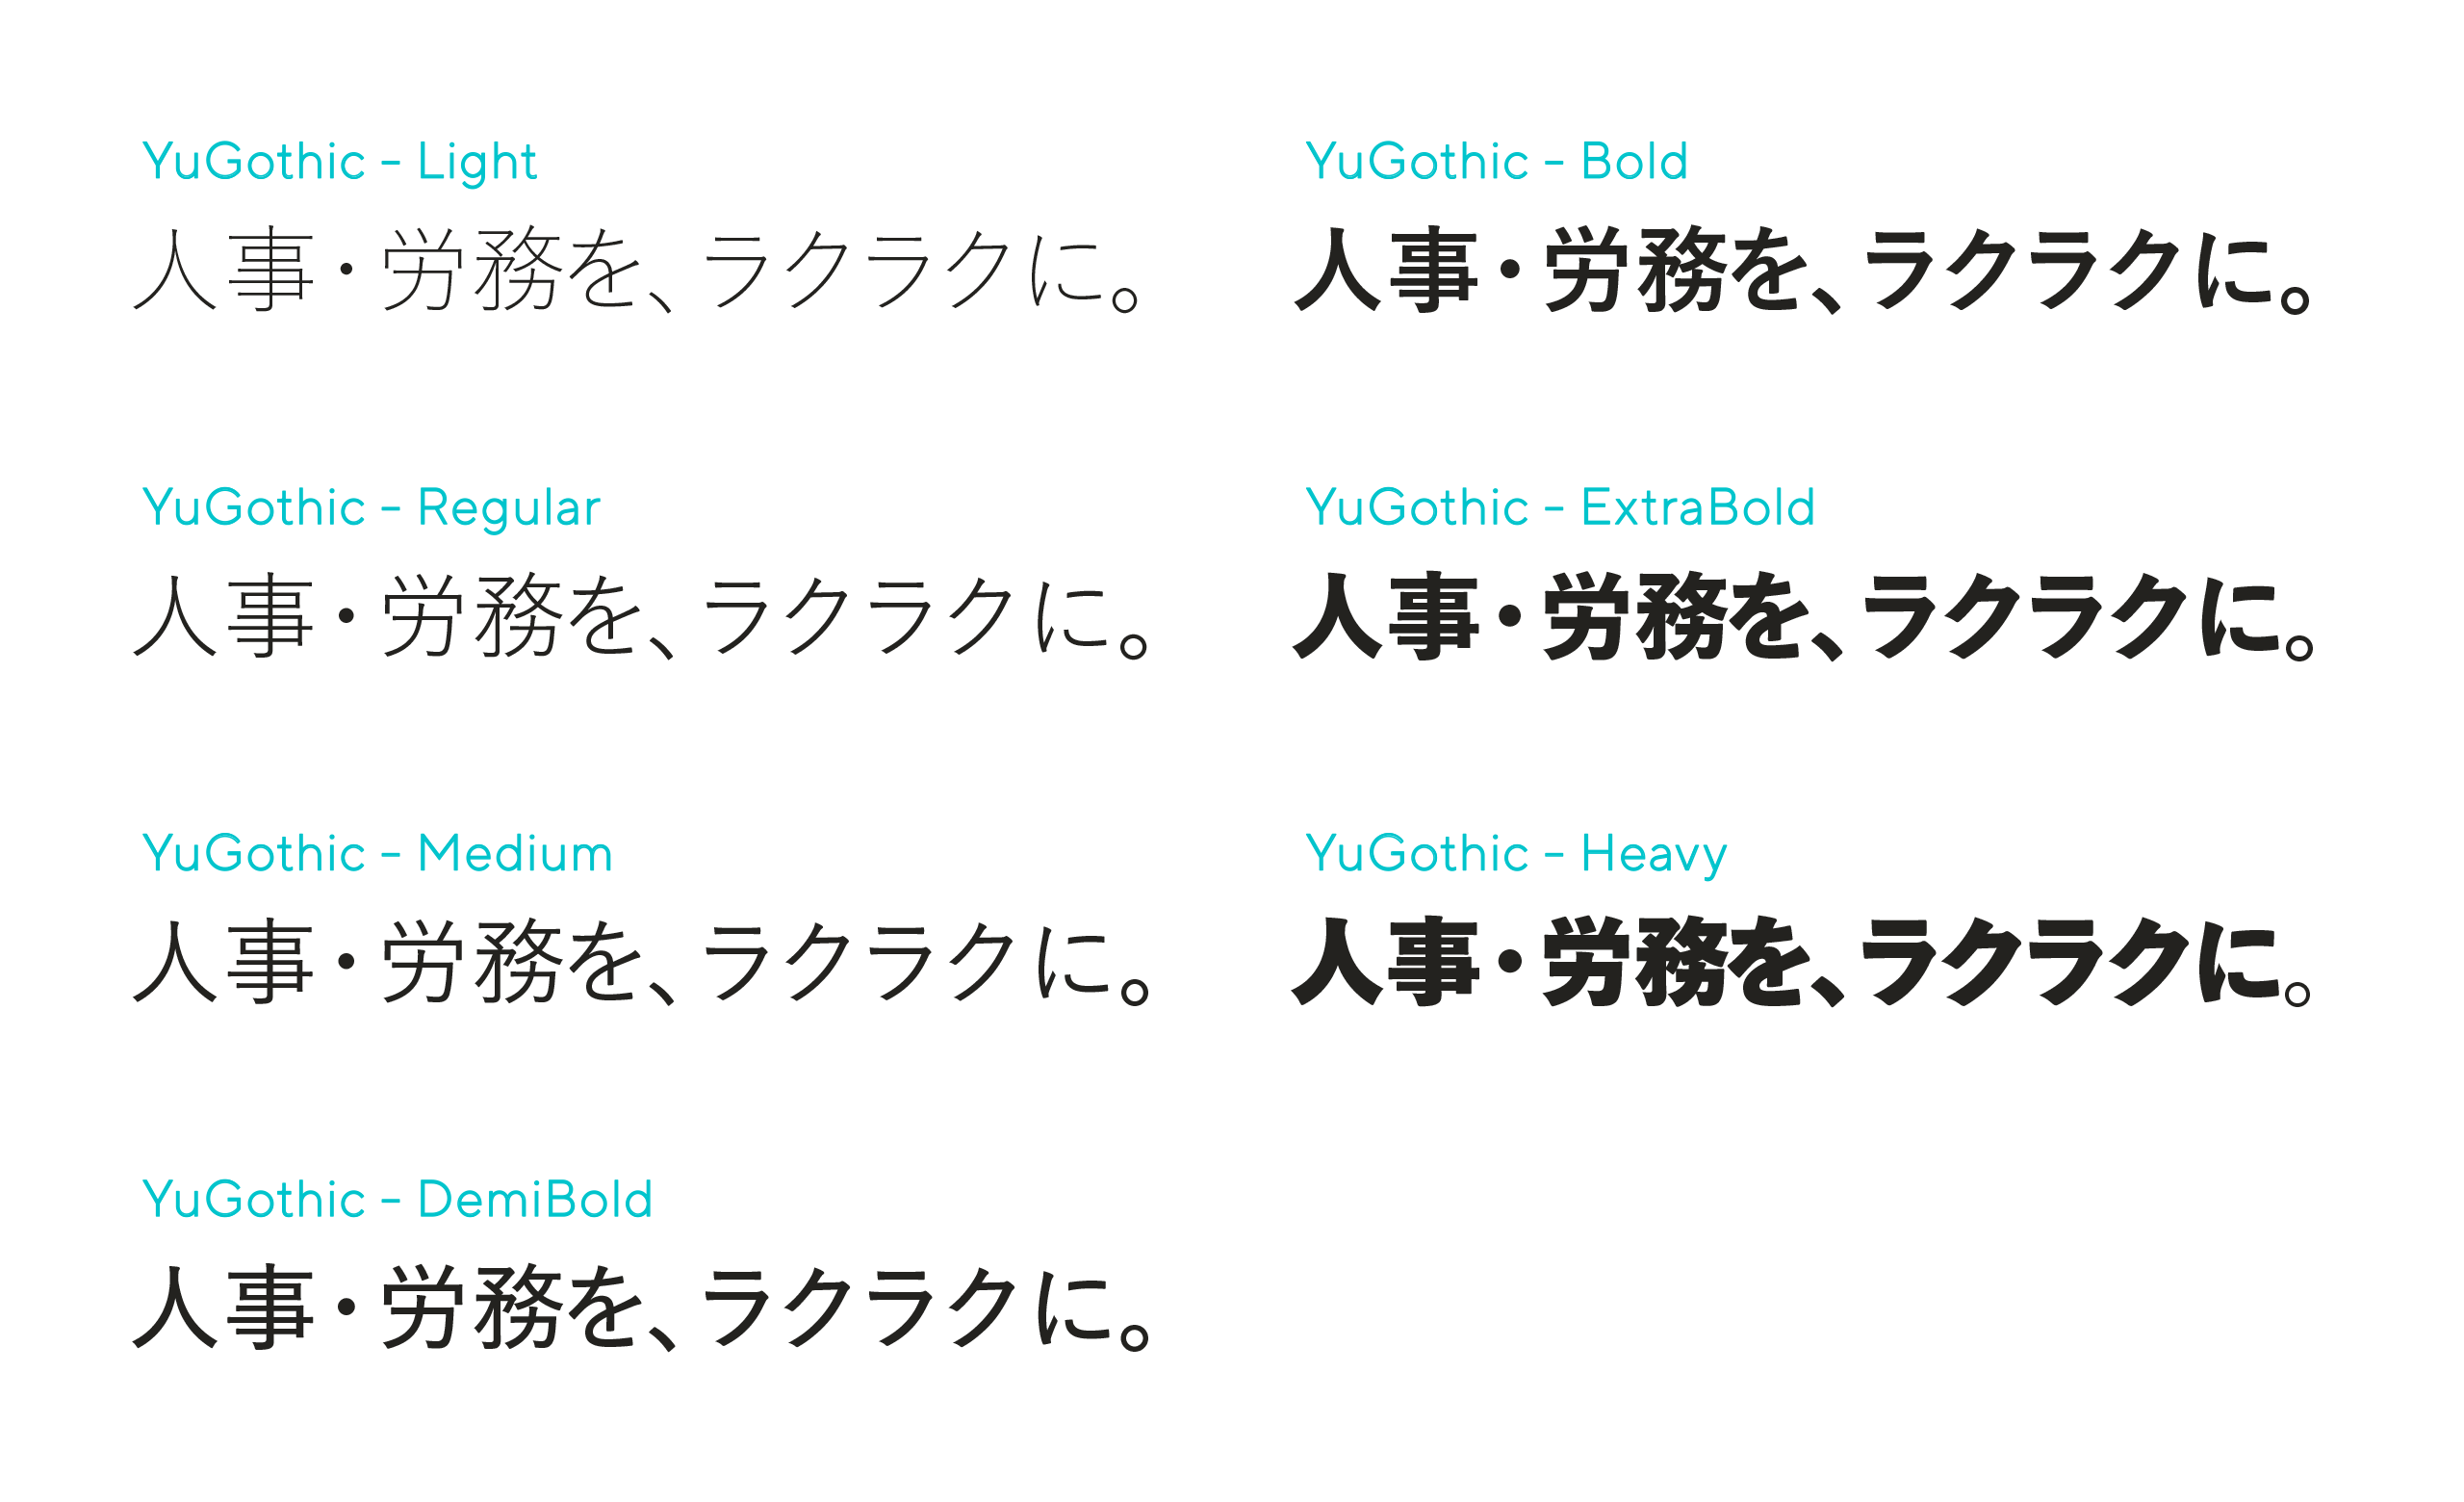 YuGothic – Light
人事・労務を、ラクラクに。
YuGothic – Regular
人事・労務を、ラクラクに。
YuGothic – Medium
人事・労務を、ラクラクに。
YuGothic – DemiBold
人事・労務を、ラクラクに。
YuGothic – Bold
人事・労務を、ラクラクに。
YuGothic – ExtraBold
人事・労務を、ラクラクに。
YuGothic – Heavy
人事・労務を、ラクラクに。